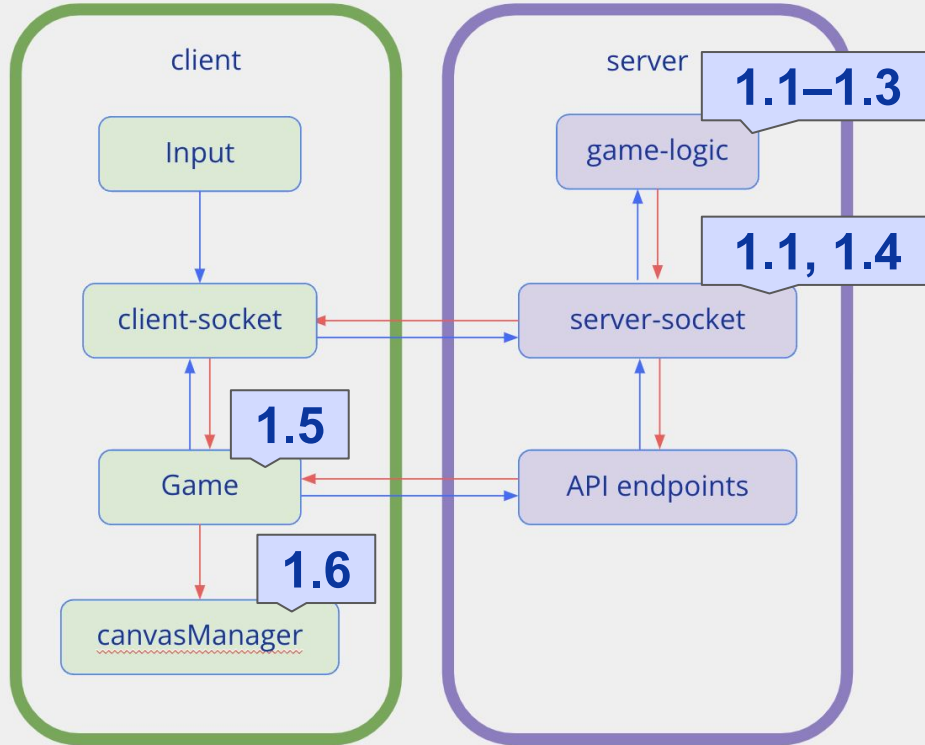 client
Input
client-socket
1.5
Game
1.6
canvasManager
server
1.1–1.3
game-logic
1.1, 1.4
server-socket
API endpoints